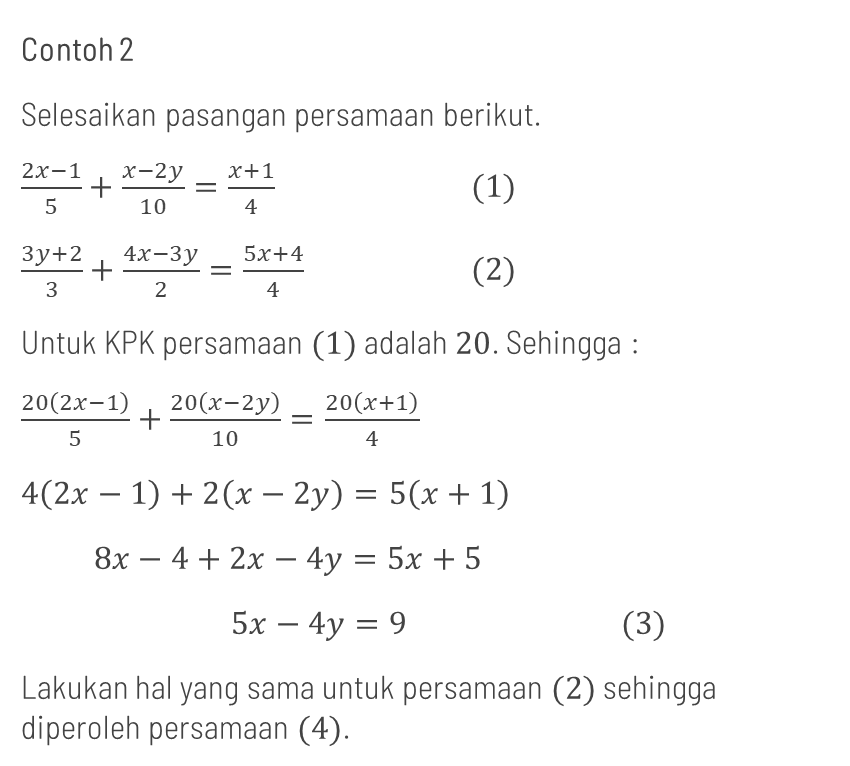 Contoh 2
Selesaikan pasangan persamaan berikut.
\frac{2x−1}{5} + \frac{x−2y}{10} = \frac{x+1}{4} (1)
\frac{3y+2}{3} + \frac{4x−3y}{2} = \frac{5x+4}{4} (2)
Untuk KPK persamaan (1) adalah 20. Sehingga :
\frac{20(2x−1)}{5} + \frac{20(x−2y)}{10} = \frac{20(x+1)}{4}
4(2x − 1) + 2(x − 2y) = 5(x + 1)
8x − 4 + 2x − 4y = 5x + 5
5x − 4y = 9 (3)
Lakukan hal yang sama untuk persamaan (2) sehingga
diperoleh persamaan (4).